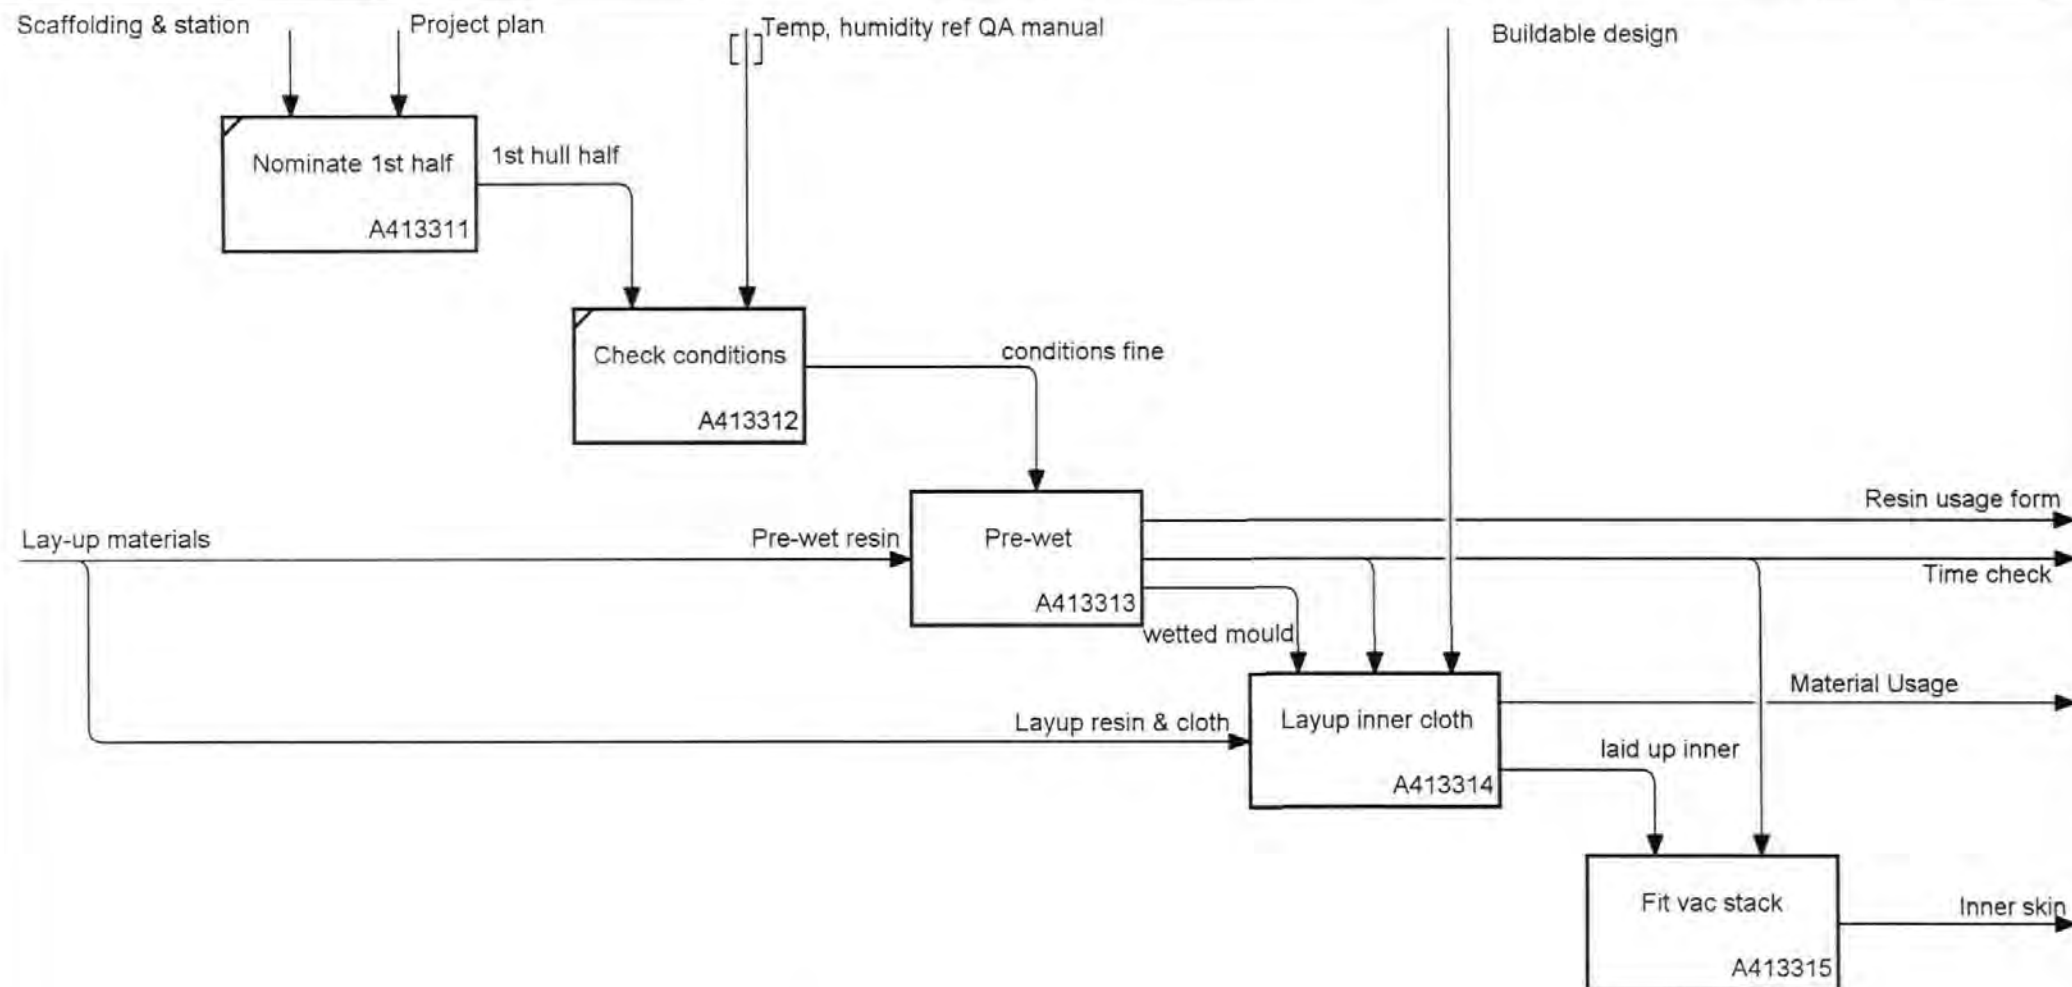 Scaffolding & station
Project plan
Temp, humidity ref QA manual
Buildable design
Nominate 1st half
A413311
1st hull half
Check conditions
A413312
conditions fine
Lay-up materials
Pre-wet resin
Pre-wet
A413313
Resin usage form
Time check
wetted mould
Layup resin & cloth
Layup inner cloth
A413314
Material Usage
laid up inner
Fit vac stack
A413315
Inner skin